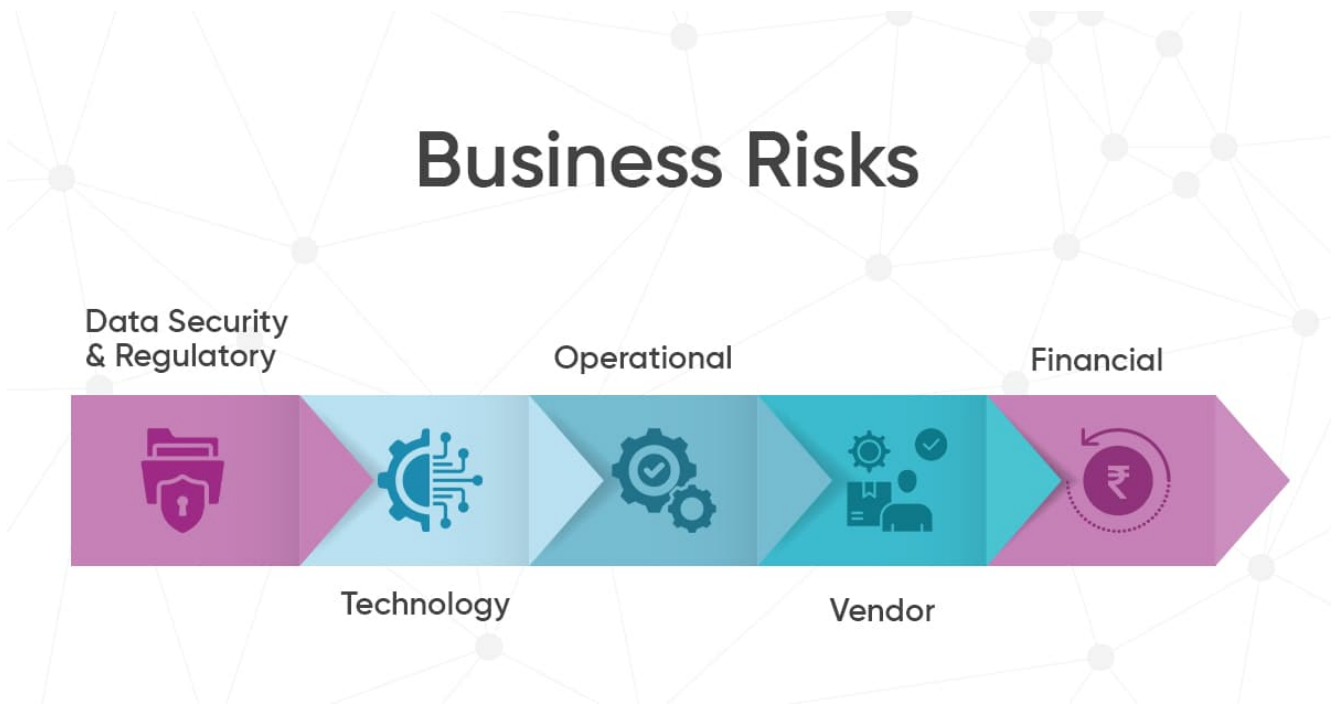 Business Risks
Data Security
& Regulatory
Operational
Financial
₹
Technology
Vendor